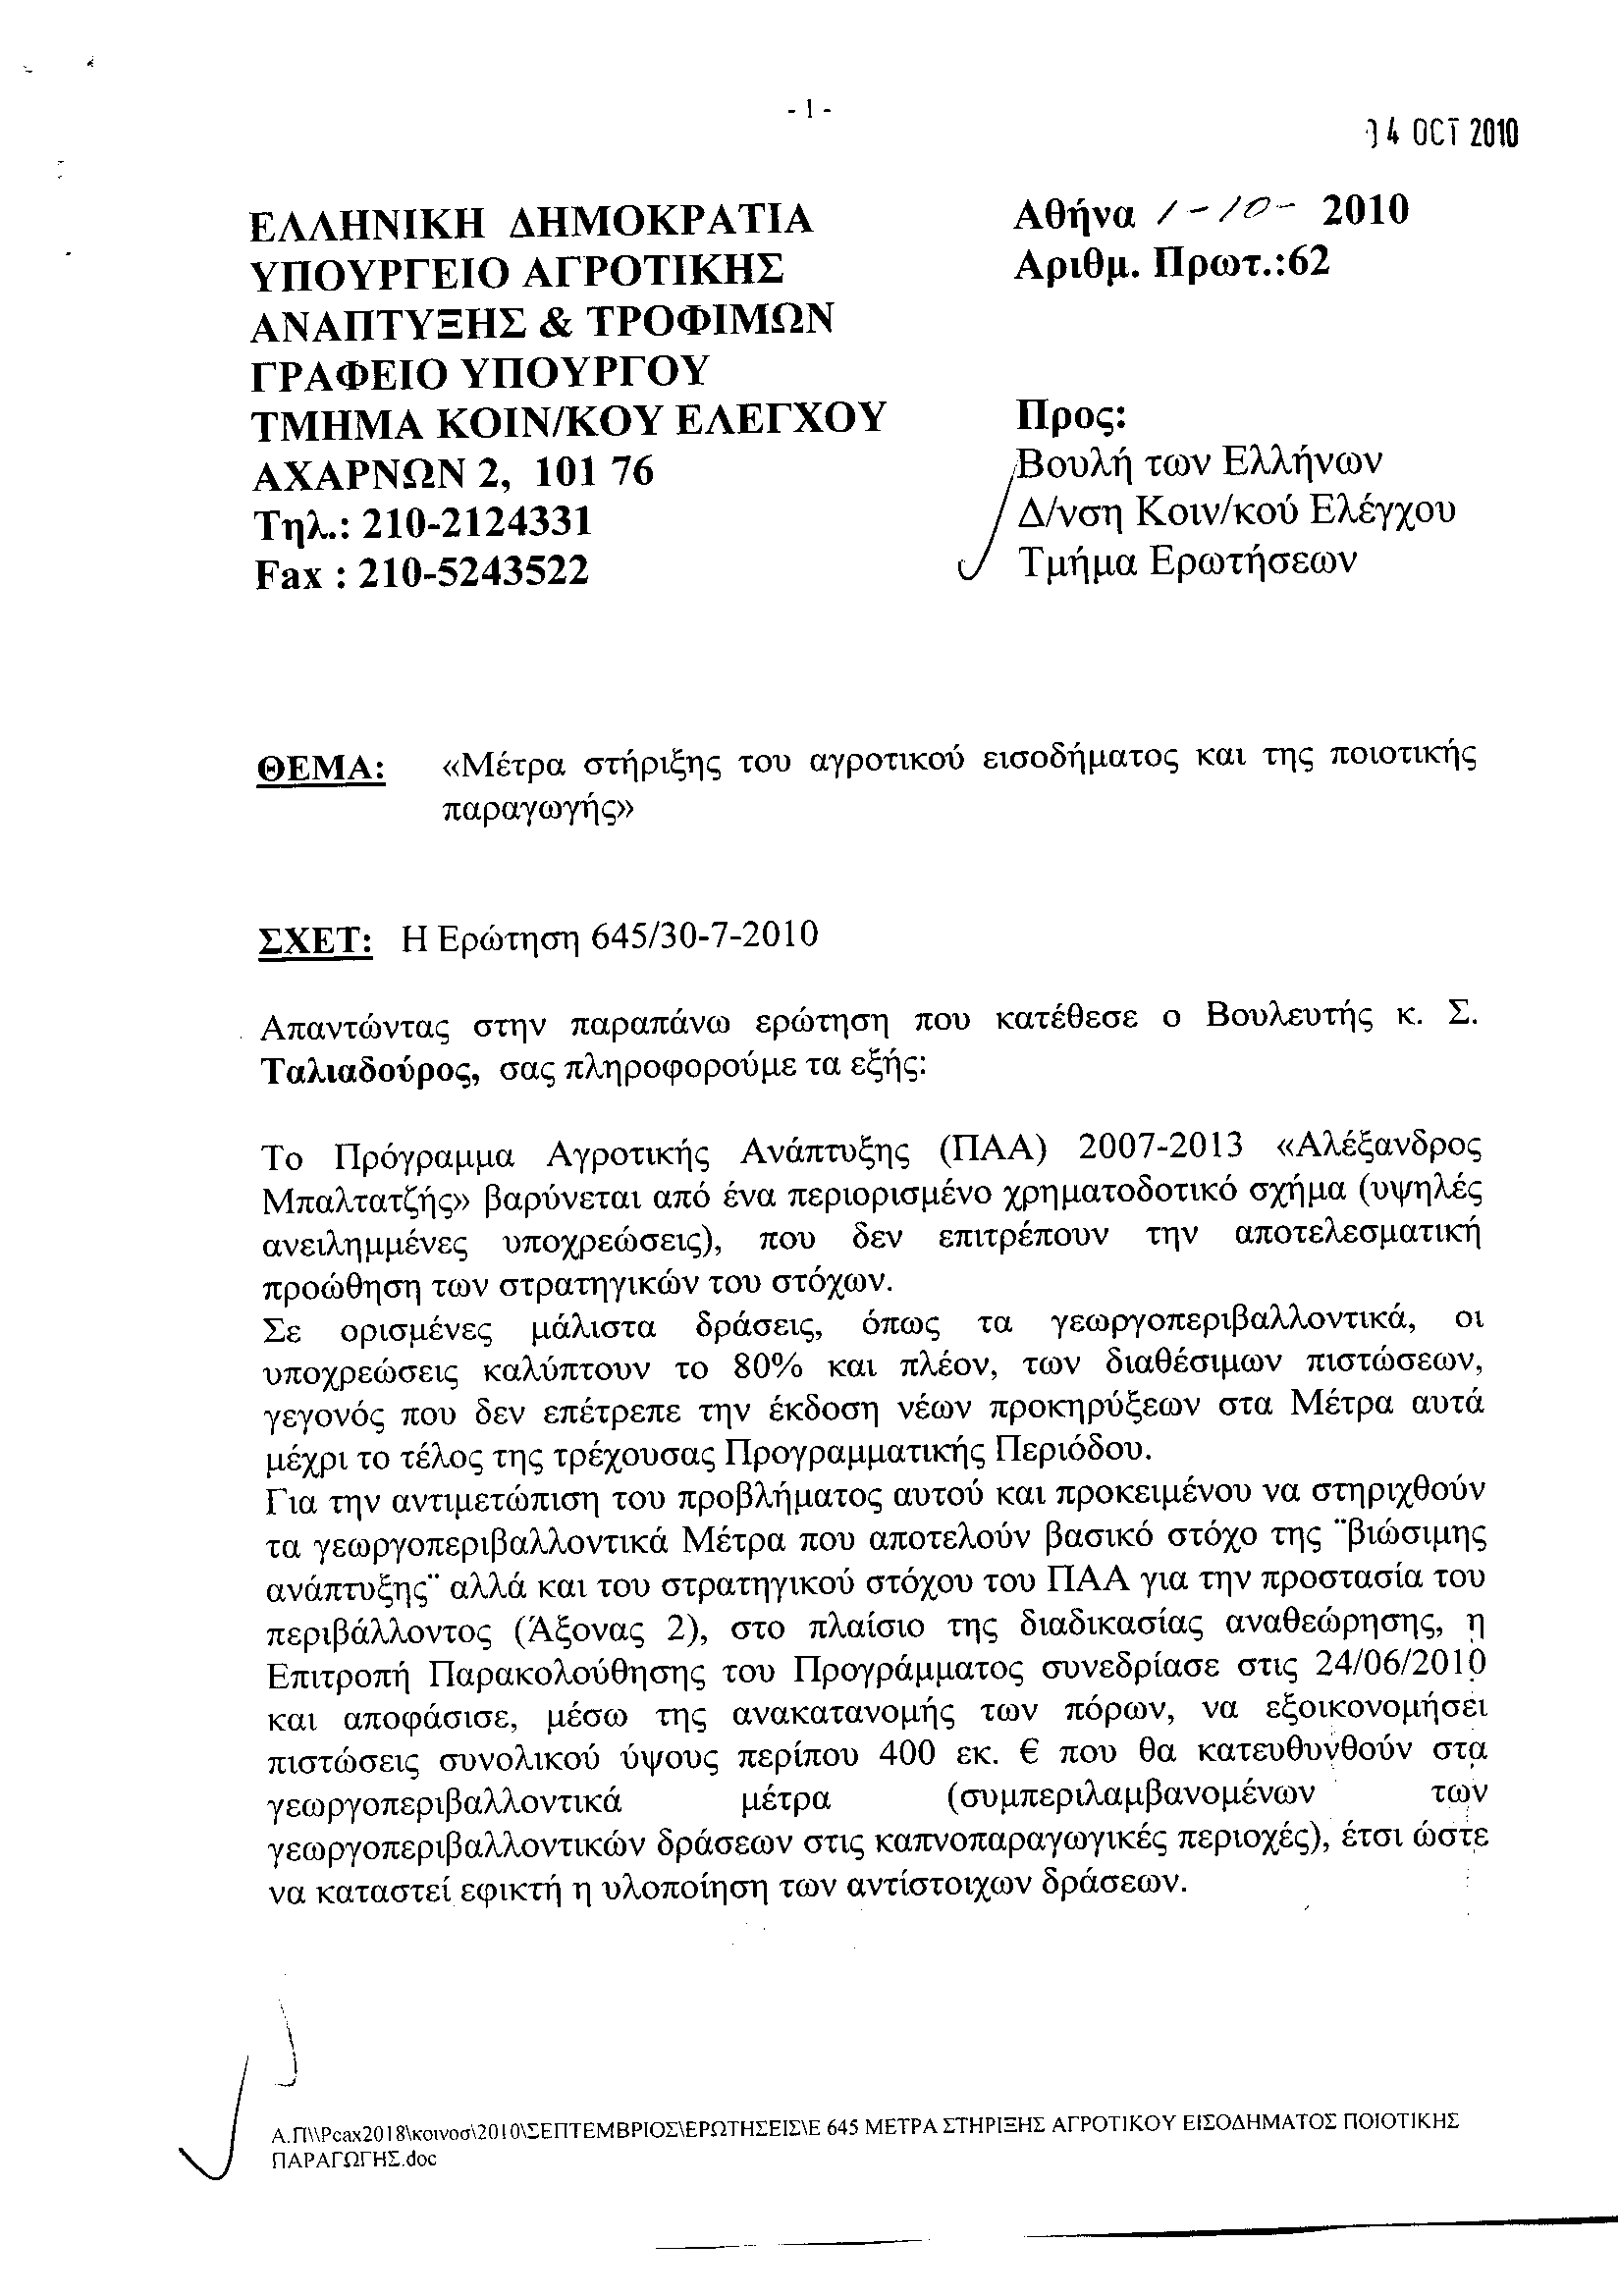 - 1 -
4 OCT 2010
ΕΛΛΗΝΙΚΗ ΔΗΜΟΚΡΑΤΙΑ
ΥΠΟΥΡΓΕΙΟ ΑΓΡΟΤΙΚΗΣ
ΑΝΑΠΤΥΞΗΣ & ΤΡΟΦΙΜΩΝ
ΓΡΑΦΕΙΟ ΥΠΟΥΡΓΟΥ
ΤΜΗΜΑ ΚΟΙΝ/ΚΟΥ ΕΛΕΓΧΟΥ
ΑΧΑΡΝΩΝ 2, 101 76
Τηλ.: 210-2124331
Fax : 210-5243522
Αθήνα 1-10- 2010
Αριθμ. Πρωτ.:62
Προς:
Βουλή των Ελλήνων
Δ/νση Κοιν/κού Ελέγχου
Τμήμα Ερωτήσεων
ΘΕΜΑ: «Μέτρα στήριξης του αγροτικού εισοδήματος και της ποιοτικής
παραγωγής»
ΣΧΕΤ: Η Ερώτηση 645/30-7-2010
Απαντώντας στην παραπάνω ερώτηση που κατέθεσε ο Βουλευτής κ. Σ.
Ταλιαδούρος, σας πληροφορούμε τα εξής:
Το Πρόγραμμα Αγροτικής Ανάπτυξης (ΠΑΑ) 2007-2013 «Αλέξανδρος
Μπαλτατζής» βαρύνεται από ένα περιορισμένο χρηματοδοτικό σχήμα (υψηλές
ανειλημμένες υποχρεώσεις), που δεν επιτρέπουν την αποτελεσματική
προώθηση των στρατηγικών του στόχων.
Σε ορισμένες μάλιστα δράσεις, όπως τα γεωργοπεριβαλλοντικά, οι
υποχρεώσεις καλύπτουν το 80% και πλέον, των διαθέσιμων πιστώσεων,
γεγονός που δεν επέτρεπε την έκδοση νέων προκηρύξεων στα Μέτρα αυτά
μέχρι το τέλος της τρέχουσας Προγραμματικής Περιόδου.
Για την αντιμετώπιση του προβλήματος αυτού και προκειμένου να στηριχθούν
τα γεωργοπεριβαλλοντικά Μέτρα που αποτελούν βασικό στόχο της ¨βιώσιμης
ανάπτυξης¨ αλλά και του στρατηγικού στόχου του ΠΑΑ για την προστασία του
περιβάλλοντος (Άξονας 2), στο πλαίσιο της διαδικασίας αναθεώρησης, η
Επιτροπή Παρακολούθησης του Προγράμματος συνεδρίασε στις 24/06/2010
και αποφάσισε, μέσω της ανακατανομής των πόρων, να εξοικονομήσει
πιστώσεις συνολικού ύψους περίπου 400 εκ. € που θα κατευθυνθούν στα
γεωργοπεριβαλλοντικά μέτρα (συμπεριλαμβανομένων των
γεωργοπεριβαλλοντικών δράσεων στις καπνοπαραγωγικές περιοχές), έτσι ώστε
να καταστεί εφικτή η υλοποίηση των αντίστοιχων δράσεων.
Α.Π\\Pcax2018\κοινοσ\2010\ΣΕΠΤΕΜΒΡΙΟΣ\ΕΡΩΤΗΣΕΙΣ\Ε 645 ΜΕΤΡΑ ΣΤΗΡΙΞΗΣ ΑΓΡΟΤΙΚΟΥ ΕΙΣΟΔΗΜΑΤΟΣ ΠΟΙΟΤΙΚΗΣ
ΠΑΡΑΓΩΓΗΣ.doc